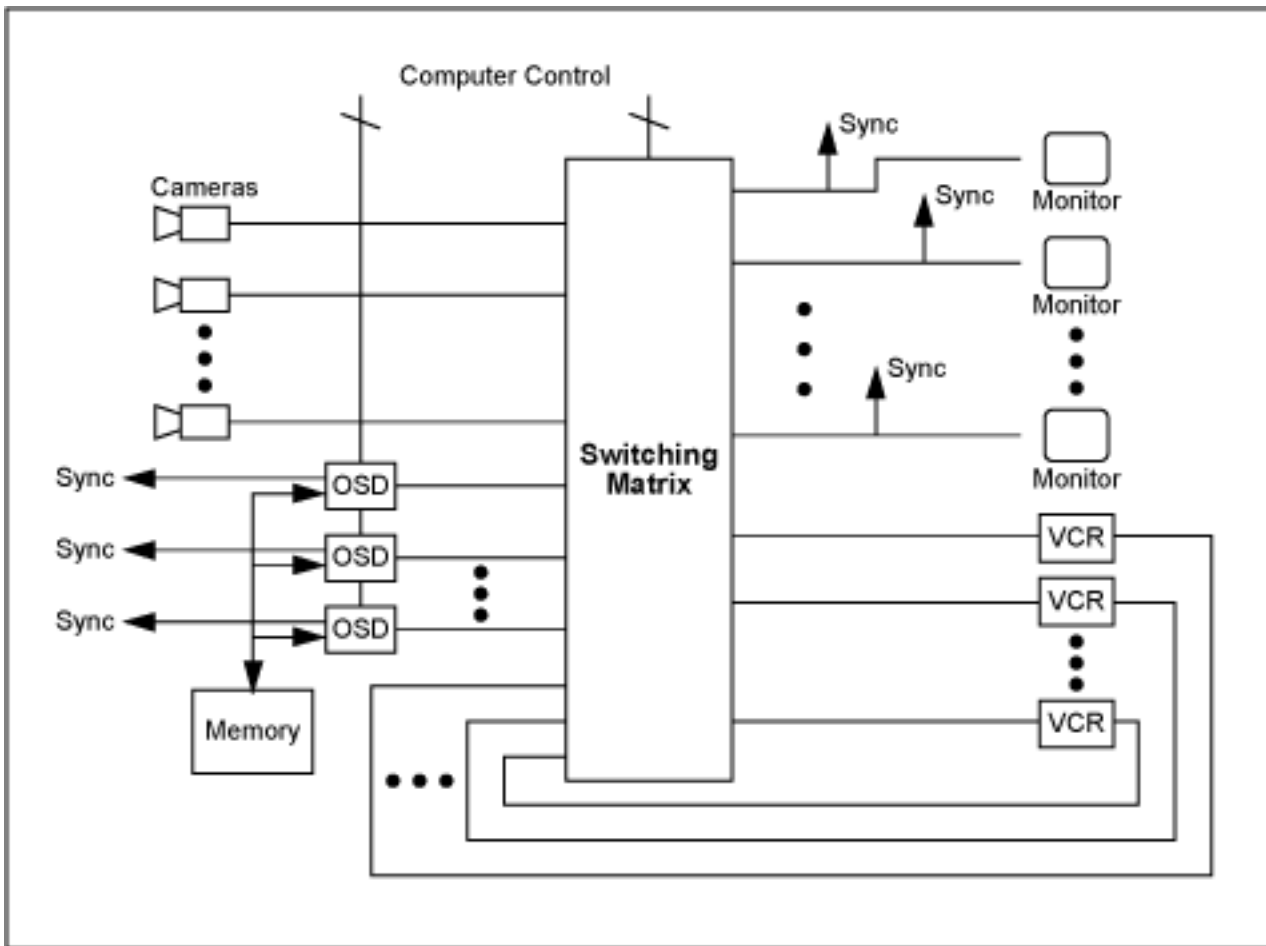 Computer Control
Sync
Cameras
Sync
Monitor
Monitor
Sync
Switching
Matrix
Monitor
Sync
OSD
VCR
Sync
OSD
VCR
Sync
OSD
Memory
VCR